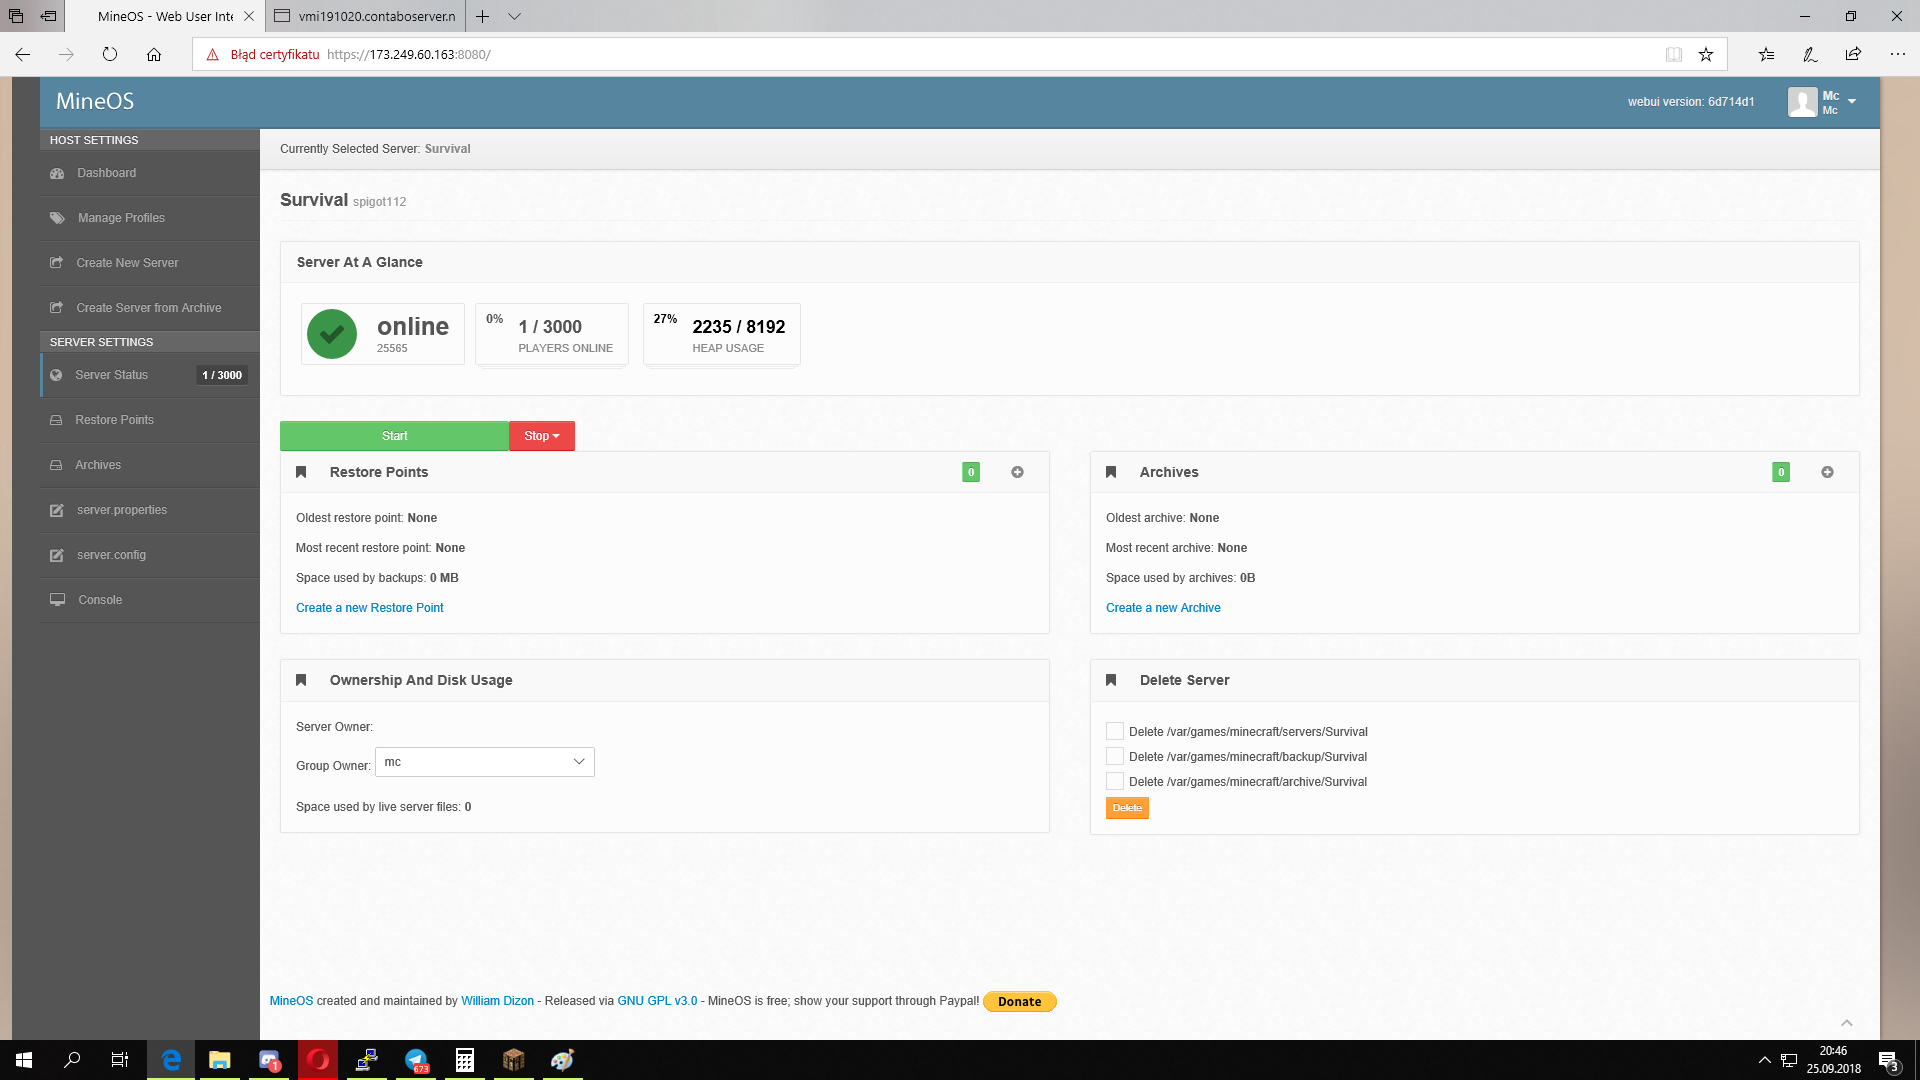 MineOS - Web User Inte
vmi191020.contaboserver.n
Błąd certyfikatu https://173.249.60.163:8080/
MineOS
webui version: 6d714d1
Mc
Mc
HOST SETTINGS
Dashboard
Manage Profiles
Create New Server
Create Server from Archive
SERVER SETTINGS
Server Status 1 / 3000
Restore Points
Archives
server.properties
server.config
Console
Currently Selected Server: Survival
Survival spigot112
Server At A Glance
online
25565
0% 1 / 3000
PLAYERS ONLINE
27% 2235 / 8192
HEAP USAGE
Start Stop
Restore Points 0
Oldest restore point: None
Most recent restore point: None
Space used by backups: 0 MB
Create a new Restore Point
Archives 0
Oldest archive: None
Most recent archive: None
Space used by archives: 0B
Create a new Archive
Ownership And Disk Usage
Server Owner:
Group Owner: mc
Space used by live server files: 0
Delete Server
Delete /var/games/minecraft/servers/Survival
Delete /var/games/minecraft/backup/Survival
Delete /var/games/minecraft/archive/Survival
Delete
MineOS created and maintained by William Dizon - Released via GNU GPL v3.0 - MineOS is free; show your support through Paypal! Donate
1
673
20:46
25.09.2018
3